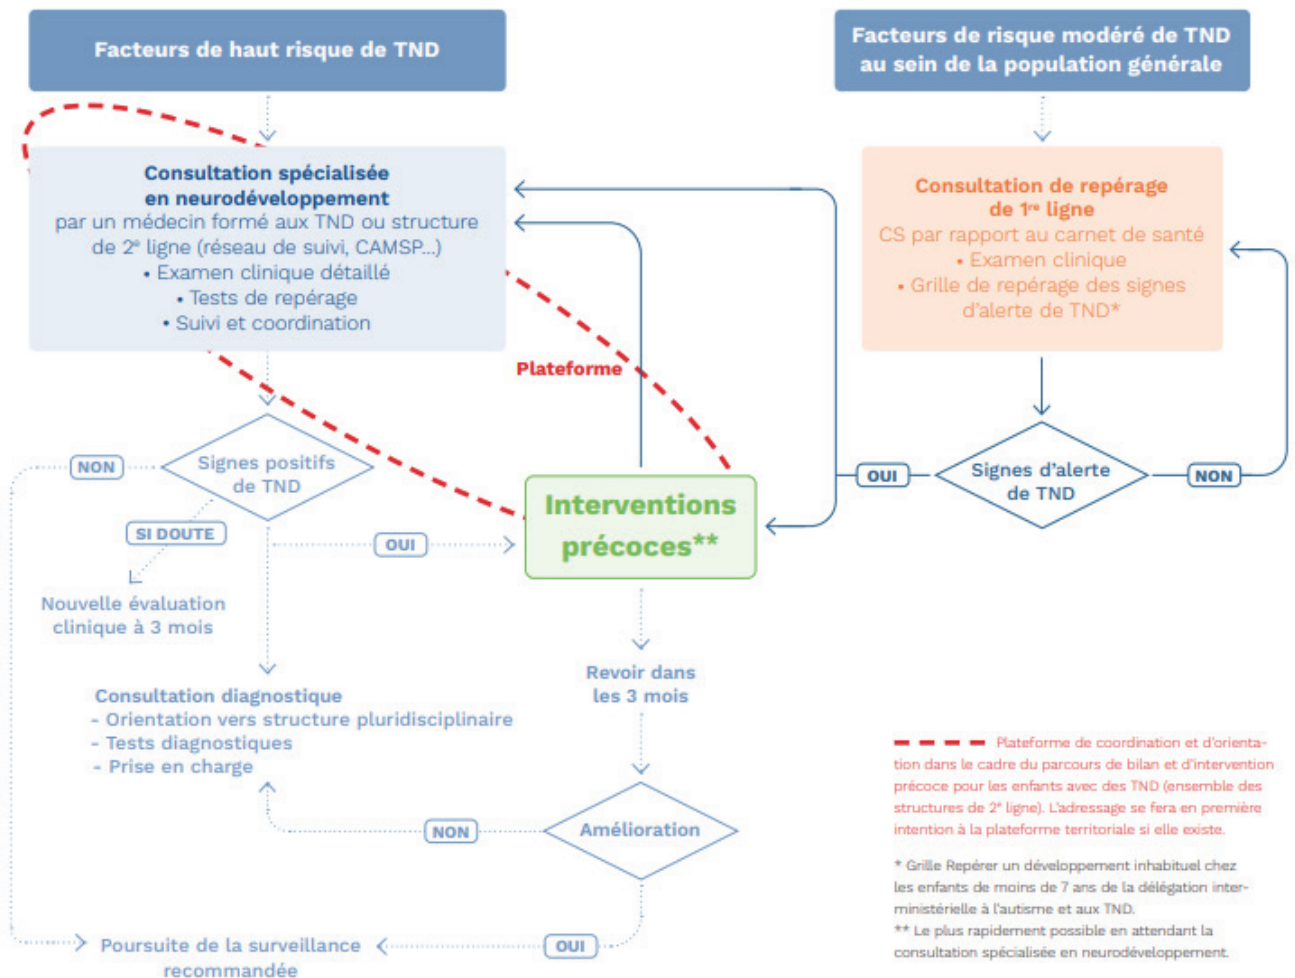 Facteurs de haut risque de TND
Facteurs de risque modéré de TND
au sein de la population générale
Consultation spécialisée
en neurodéveloppement
par un médecin formé aux TND ou structure
de 2e ligne (réseau de suivi, CAMSP...)
• Examen clinique détaillé
• Tests de repérage
• Suivi et coordination
Consultation de repérage
de 1re ligne
CS par rapport au carnet de santé
• Examen clinique
• Grille de repérage des signes
d'alerte de TND*
Plateforme
Signes positifs
de TND
NON
SI DOUTE
OUI
Nouvelle évaluation
clinique à 3 mois
Interventions
précoces**
OUI
Signes d'alerte
de TND
NON
Consultation diagnostique
- Orientation vers structure pluridisciplinaire
- Tests diagnostiques
- Prise en charge
Revoir dans
les 3 mois
Amélioration
NON
OUI
Poursuite de la surveillance
recommandée
Plateforme de coordination et d'orienta-
tion dans le cadre du parcours de bilan et d'intervention
précoce pour les enfants avec des TND (ensemble des
structures de 2e ligne). L'adressage se fera en première
intention à la plateforme territoriale si elle existe.
* Grille Repérer un développement inhabituel chez
les enfants de moins de 7 ans de la délégation inter-
ministérielle à l'autisme et aux TND.
** Le plus rapidement possible en attendant la
consultation spécialisée en neurodéveloppement.